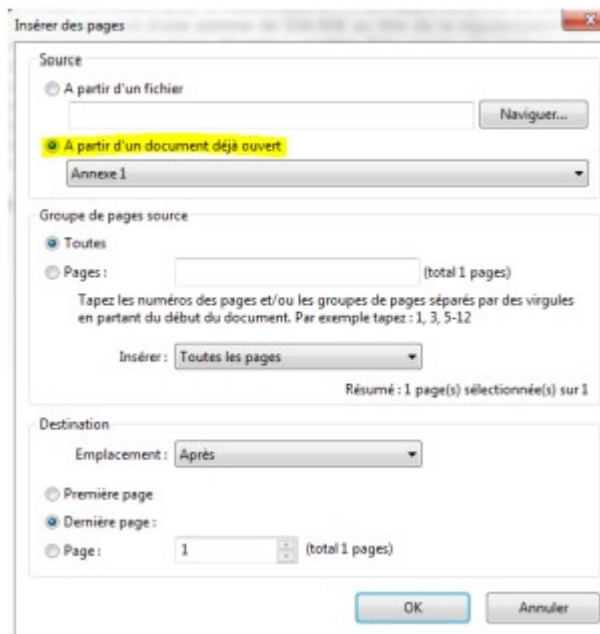 Insérer des pages
Source
A partir d'un fichier
Naviguer...
A partir d'un document déjà ouvert
Annexe 1
Groupe de pages source
Toutes
Pages :
(total 1 pages)
Tapez les numéros des pages et/ou les groupes de pages séparés par des virgules
en partant du début du document. Par exemple tapez : 1, 3, 5-12
Insérer : Toutes les pages
Résumé : 1 page(s) sélectionnée(s) sur 1
Destination
Emplacement : Après
Première page
Dernière page :
Page : 1 (total 1 pages)
OK Annuler